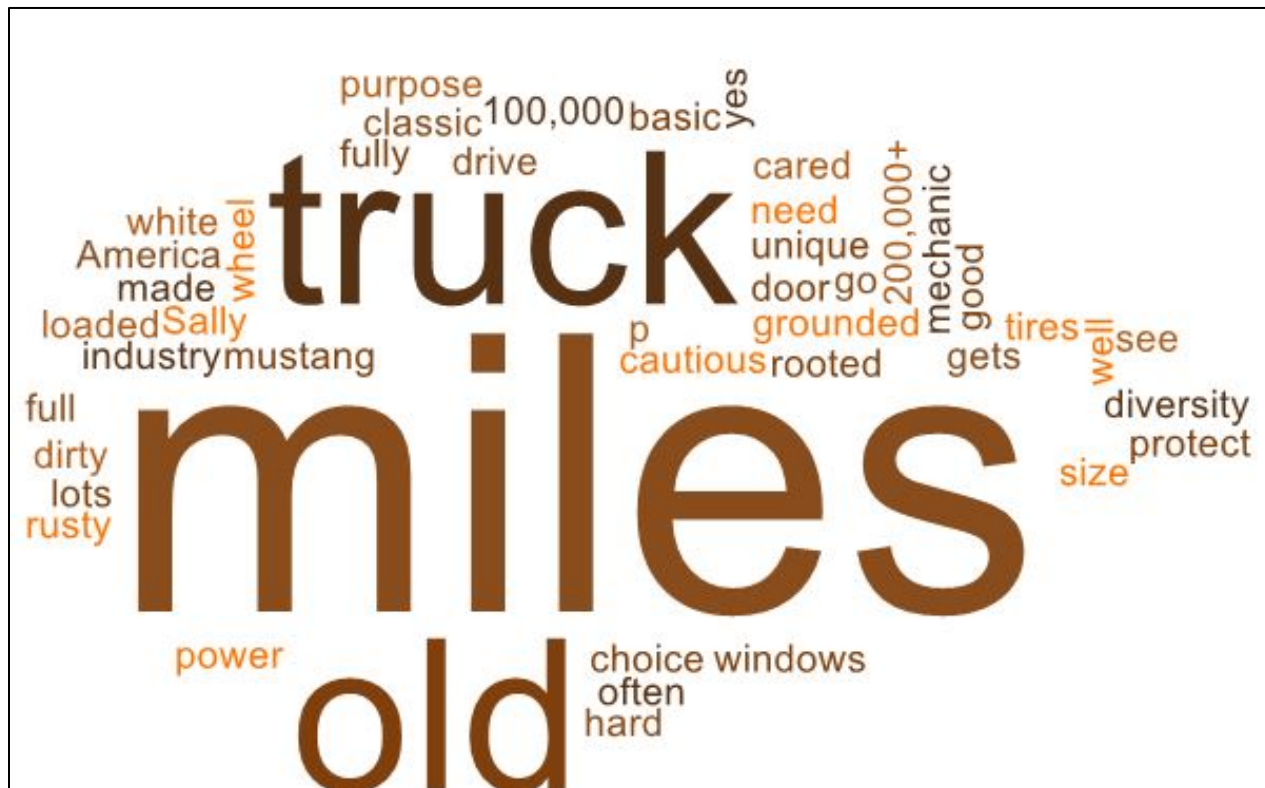 purpose
classic 100,000 basic yes
fully drive
truck
cared
need
unique
door go
200,000+
mechanic
good
white
America
made
wheel
loaded Sally
industry mustang
p
grounded
cautious rooted
gets
tires
well
see
full
dirty
lots
rusty
miles
diversity
protect
size
power
old
choice windows
often
hard